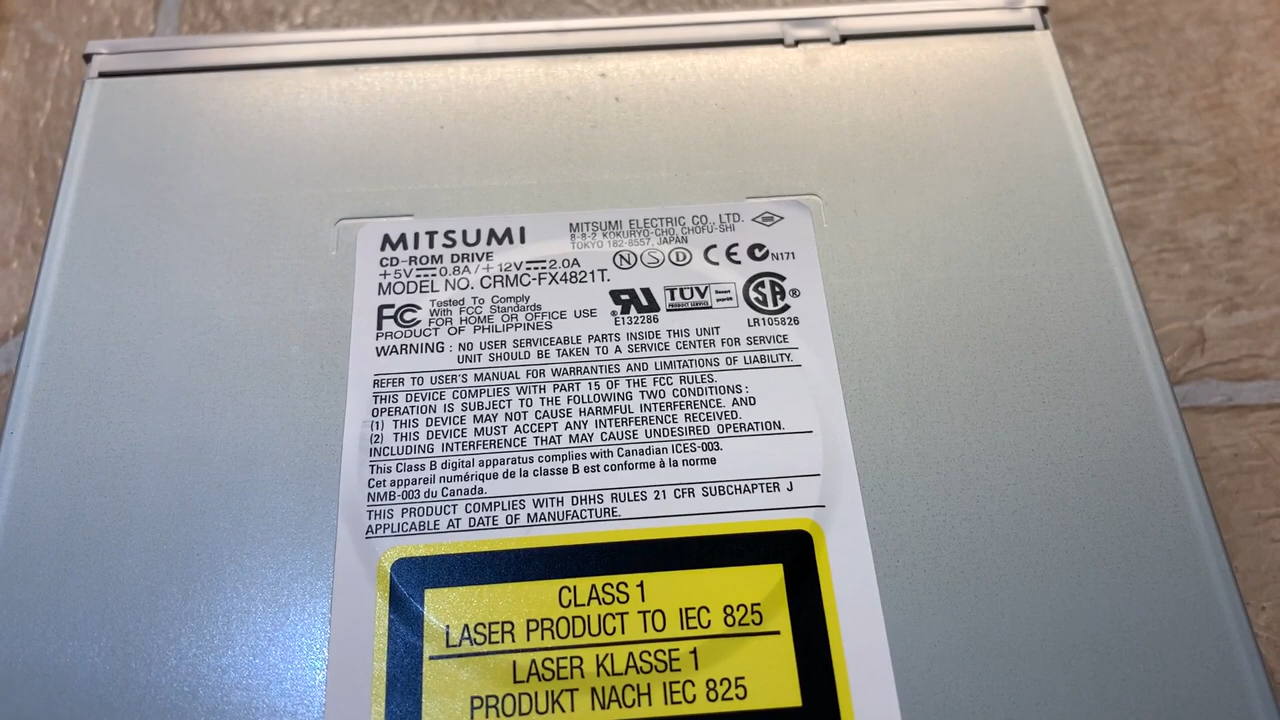 MITSUMI
CD-ROM DRIVE
+5V 0.8A/+12V 2.0A
MODEL NO. CRMC-FX4821T.
MITSUMI ELECTRIC CO., LTD.
8-8-2, KOKURYO-CHO, CHOFU-SHI
TOKYO 182-8557, JAPAN
N S D CE N171
FC Tested To Comply
With FCC Standards
FOR HOME OR OFFICE USE
PRODUCT OF PHILIPPINES
®
E132286
TÜV
PRODUCT SERVICE
SA ®
LR105826
WARNING : NO USER SERVICEABLE PARTS INSIDE THIS UNIT
UNIT SHOULD BE TAKEN TO A SERVICE CENTER FOR SERVICE
REFER TO USER'S MANUAL FOR WARRANTIES AND LIMITATIONS OF LIABILITY.
THIS DEVICE COMPLIES WITH PART 15 OF THE FCC RULES.
OPERATION IS SUBJECT TO THE FOLLOWING TWO CONDITIONS :
(1) THIS DEVICE MAY NOT CAUSE HARMFUL INTERFERENCE. AND
(2) THIS DEVICE MUST ACCEPT ANY INTERFERENCE RECEIVED.
INCLUDING INTERFERENCE THAT MAY CAUSE UNDESIRED OPERATION.
This Class B digital apparatus complies with Canadian ICES-003.
Cet appareil numérique de la classe B est conforme à la norme
NMB-003 du Canada.
THIS PRODUCT COMPLIES WITH DHHS RULES 21 CFR SUBCHAPTER J
APPLICABLE AT DATE OF MANUFACTURE.
CLASS 1
LASER PRODUCT TO IEC 825
LASER KLASSE 1
PRODUKT NACH IEC 825